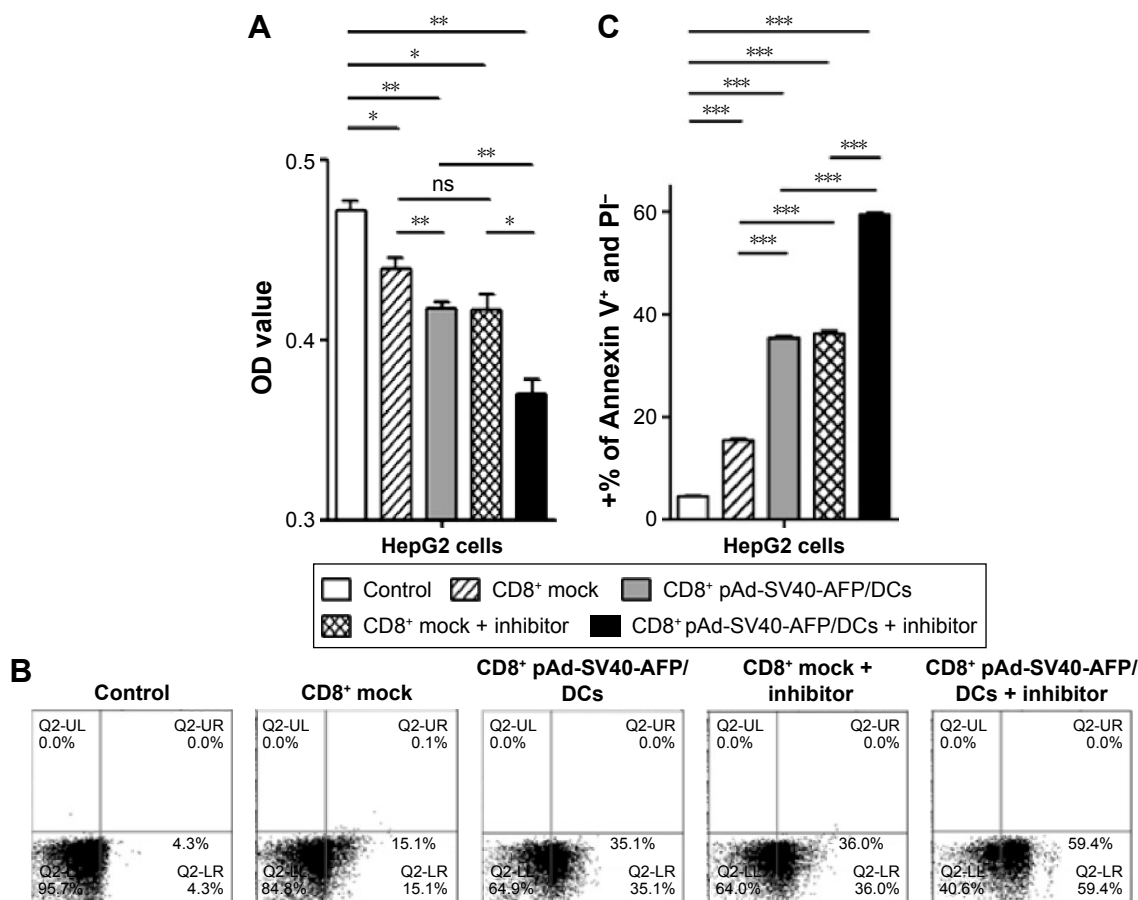 A
**
*
**
*
**
ns
**
*
0.5
0.4
0.3
OD value
HepG2 cells
C
***
***
***
***
***
***
***
***
60
40
20
0
+% of Annexin V⁺ and PI⁻
HepG2 cells
Control
CD8⁺ mock
CD8⁺ pAd-SV40-AFP/DCs
CD8⁺ mock + inhibitor
CD8⁺ pAd-SV40-AFP/DCs + inhibitor
B
Control
Q2-UL
0.0%
Q2-UR
0.0%
4.3%
Q2-LL
95.7%
Q2-LR
4.3%
CD8⁺ mock
Q2-UL
0.0%
Q2-UR
0.1%
15.1%
Q2-LL
84.8%
Q2-LR
15.1%
CD8⁺ pAd-SV40-AFP/
DCs
Q2-UL
0.0%
Q2-UR
0.0%
35.1%
Q2-LL
64.9%
Q2-LR
35.1%
CD8⁺ mock +
inhibitor
Q2-UL
0.0%
Q2-UR
0.0%
36.0%
Q2-LL
64.0%
Q2-LR
36.0%
CD8⁺ pAd-SV40-AFP/
DCs + inhibitor
Q2-UL
0.0%
Q2-UR
0.0%
59.4%
Q2-LL
40.6%
Q2-LR
59.4%